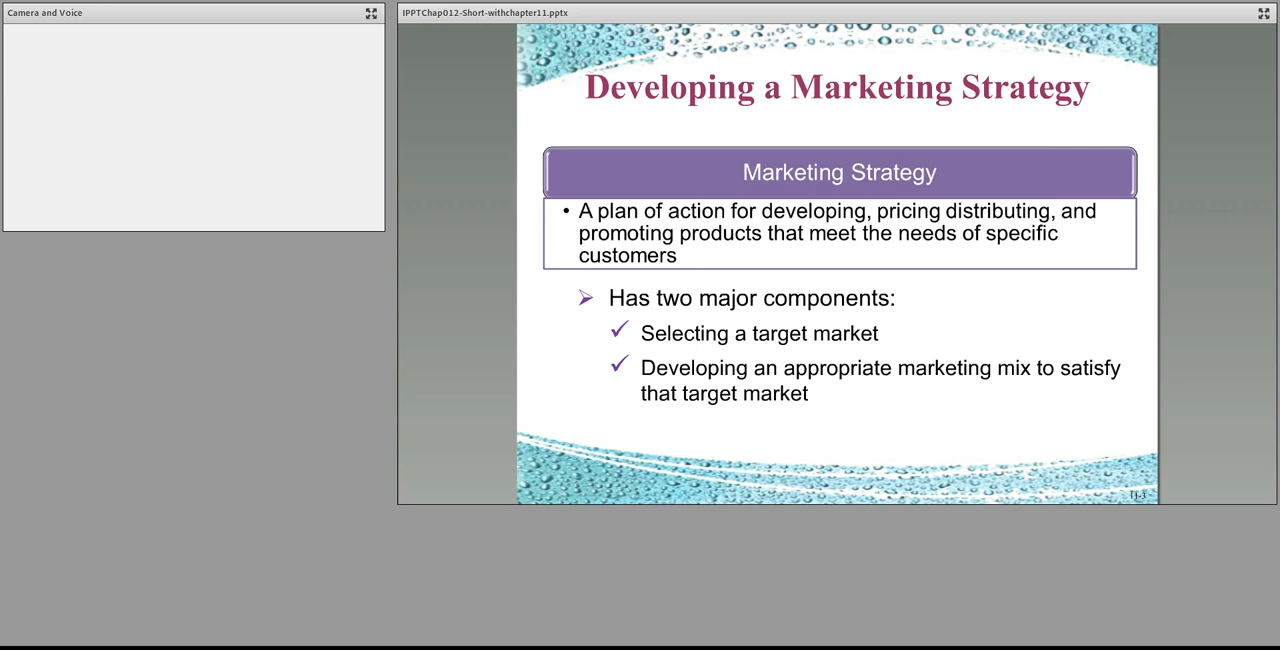 Camera and Voice
IPPTChap012-Short-withchapter11.pptx
Developing a Marketing Strategy
Marketing Strategy
• A plan of action for developing, pricing distributing, and
promoting products that meet the needs of specific
customers
➢ Has two major components:
✓ Selecting a target market
✓ Developing an appropriate marketing mix to satisfy
that target market
11-3